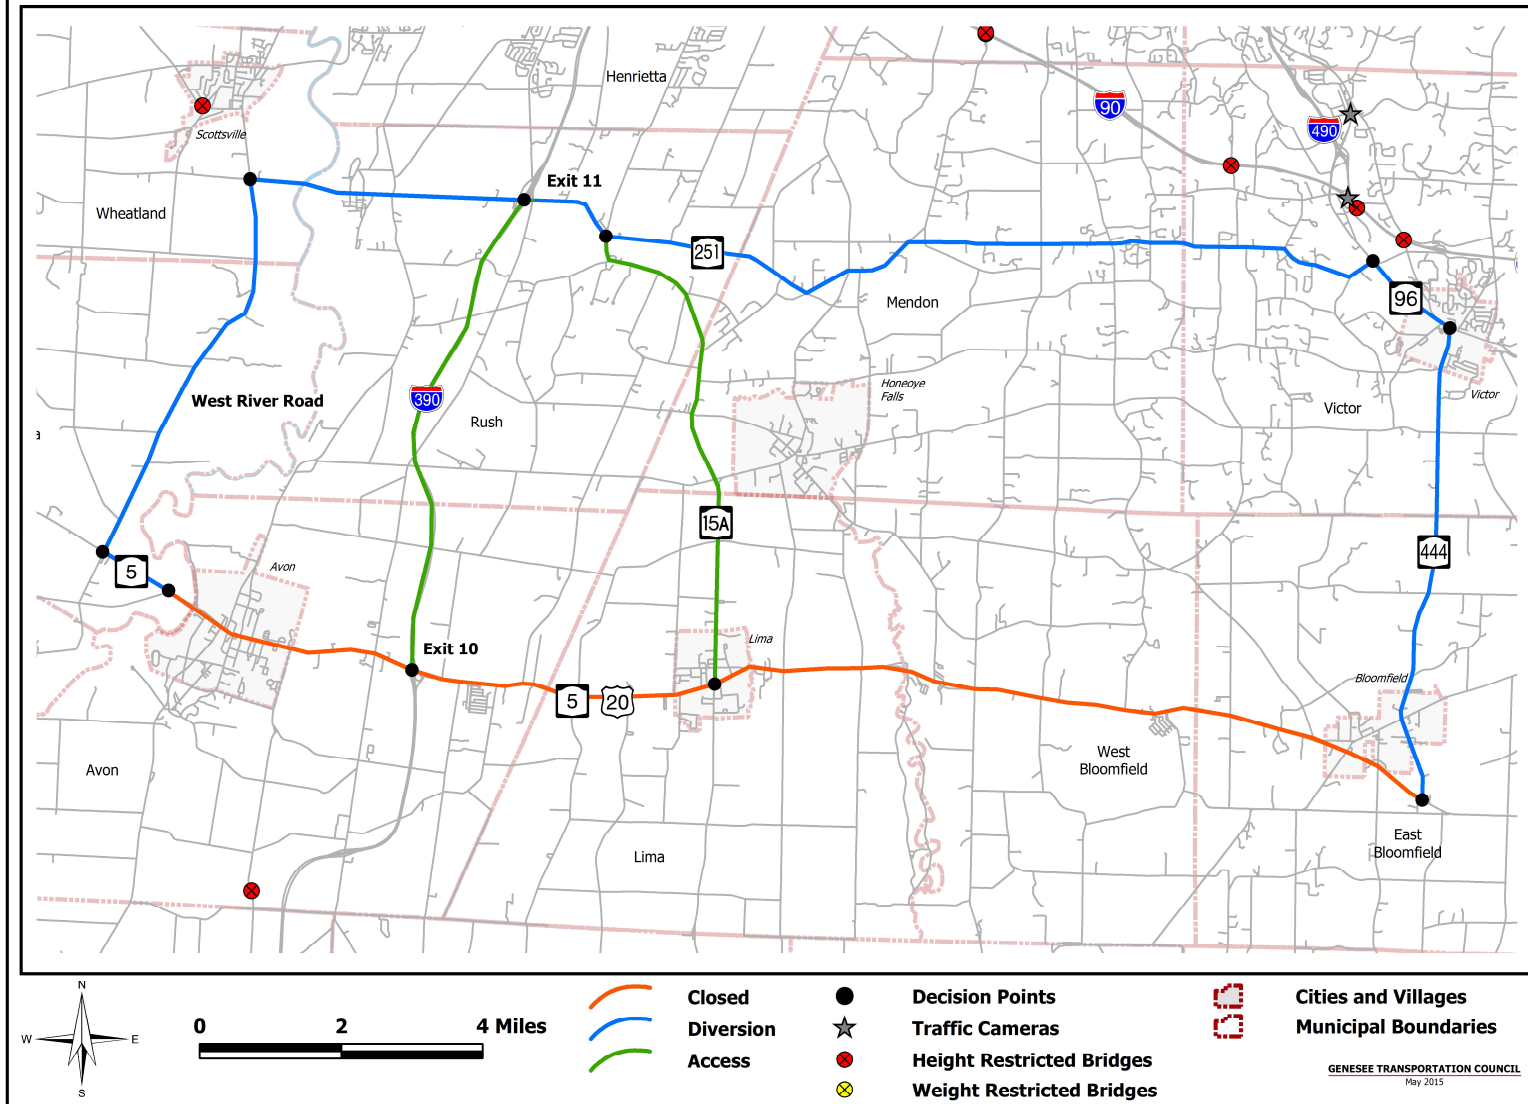 Henrietta
90
490
Scottsville
Exit 11
Wheatland
251
Mendon
96
390
West River Road
Honeoye
Falls
Victor
Victor
Rush
a
15A
444
5
Avon
Lima
Exit 10
Bloomfield
5
20
West
Bloomfield
Avon
East
Bloomfield
Lima
N
W
E
S
0
2
4 Miles
Closed
Diversion
Access
Decision Points
Traffic Cameras
Height Restricted Bridges
Weight Restricted Bridges
Cities and Villages
Municipal Boundaries
GENESEE TRANSPORTATION COUNCIL
May 2015